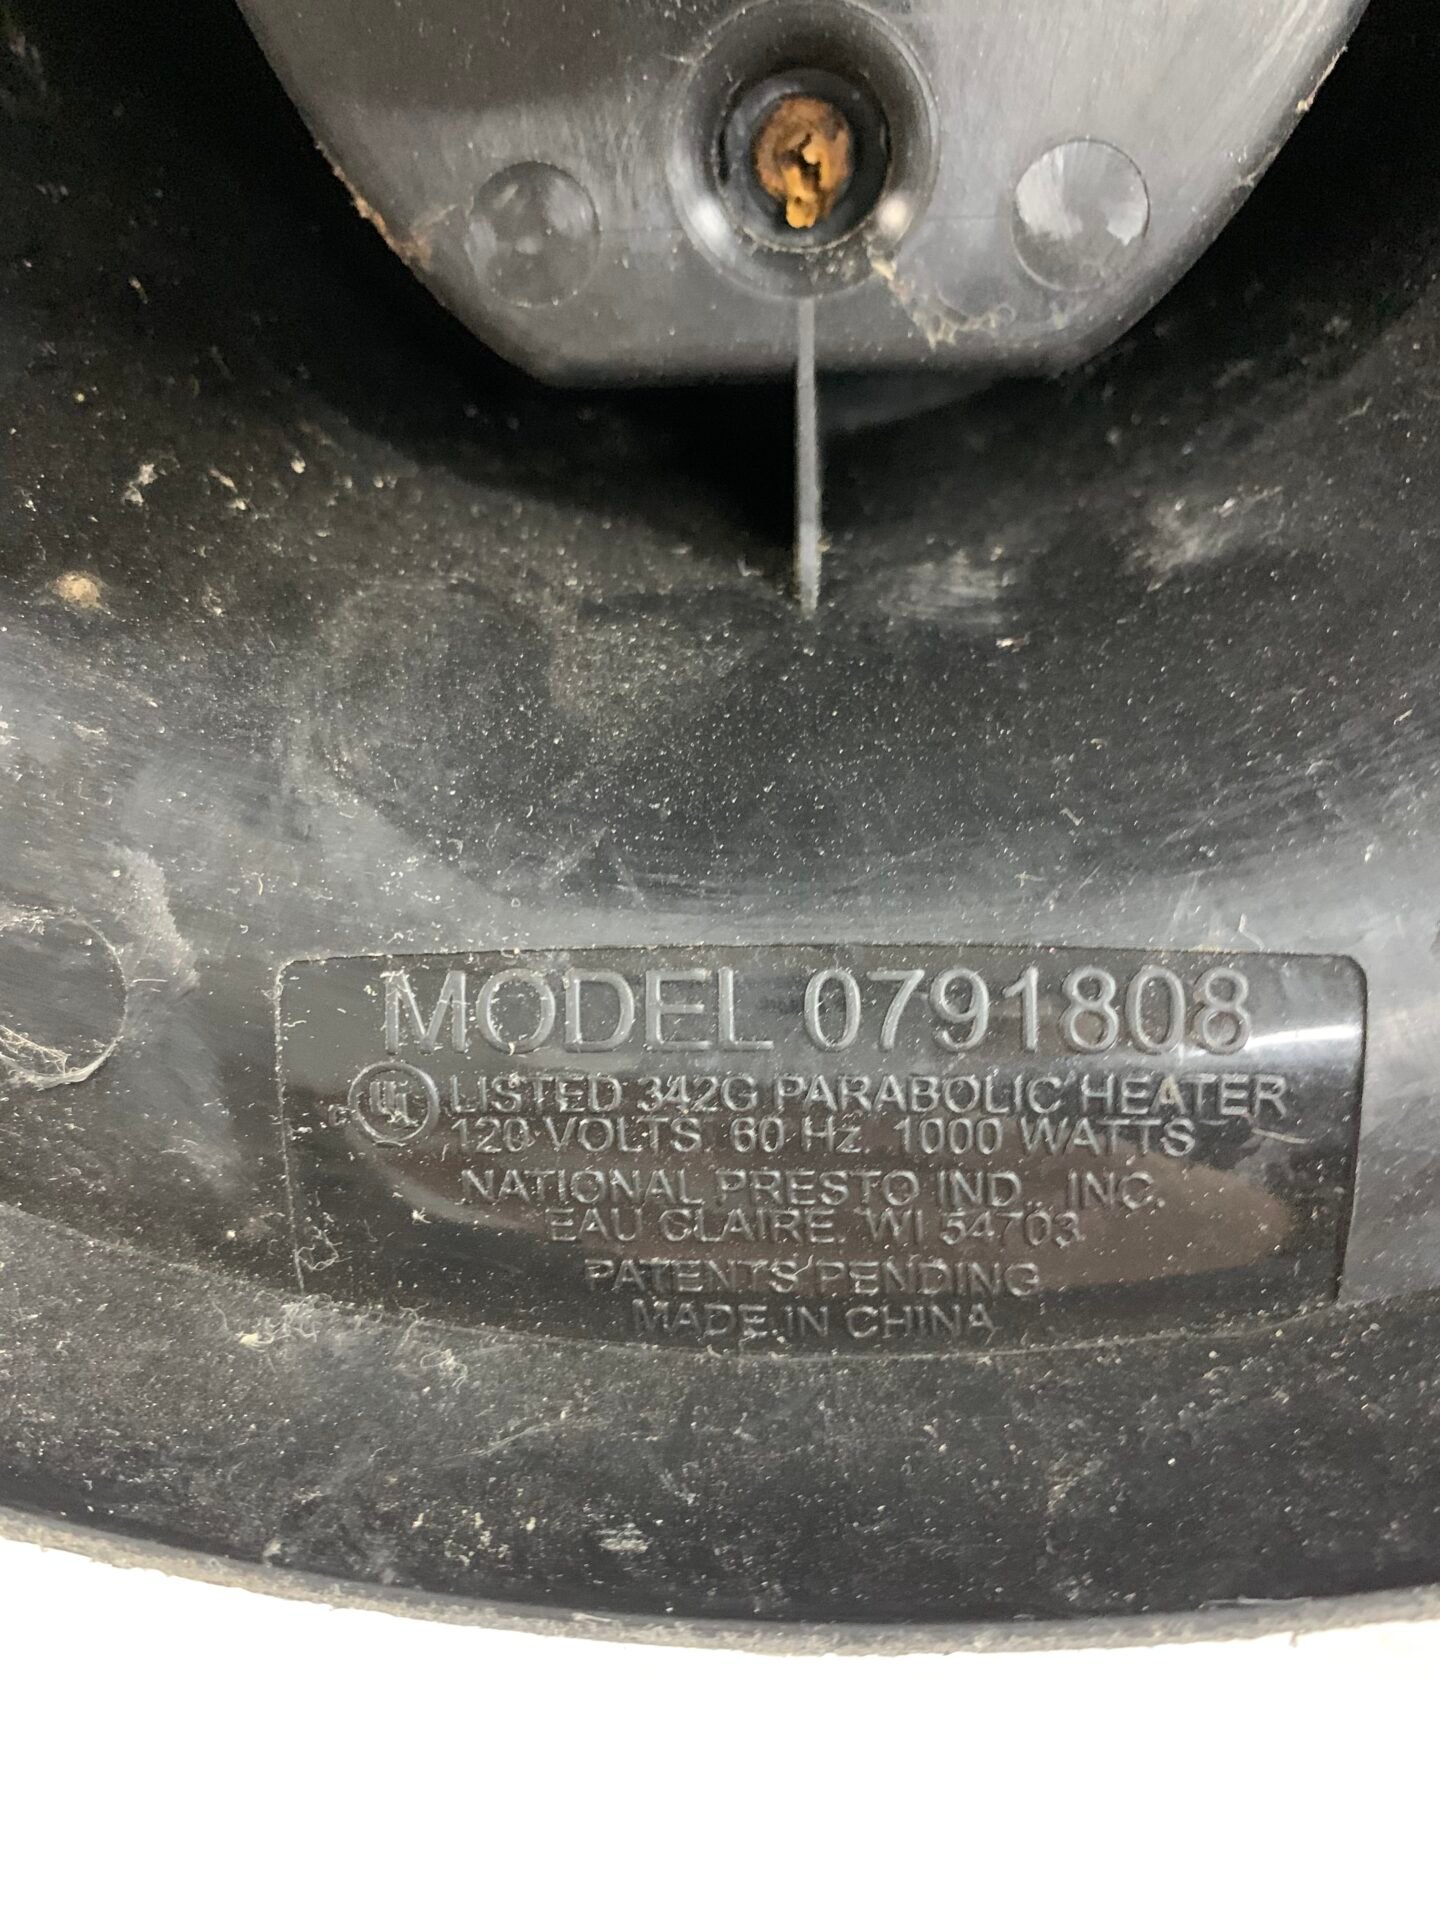 MODEL 0791808
C UL LISTED 342G PARABOLIC HEATER
120 VOLTS. 60 Hz. 1000 WATTS
NATIONAL PRESTO IND., INC.
EAU CLAIRE, WI 54703
PATENTS PENDING
MADE IN CHINA